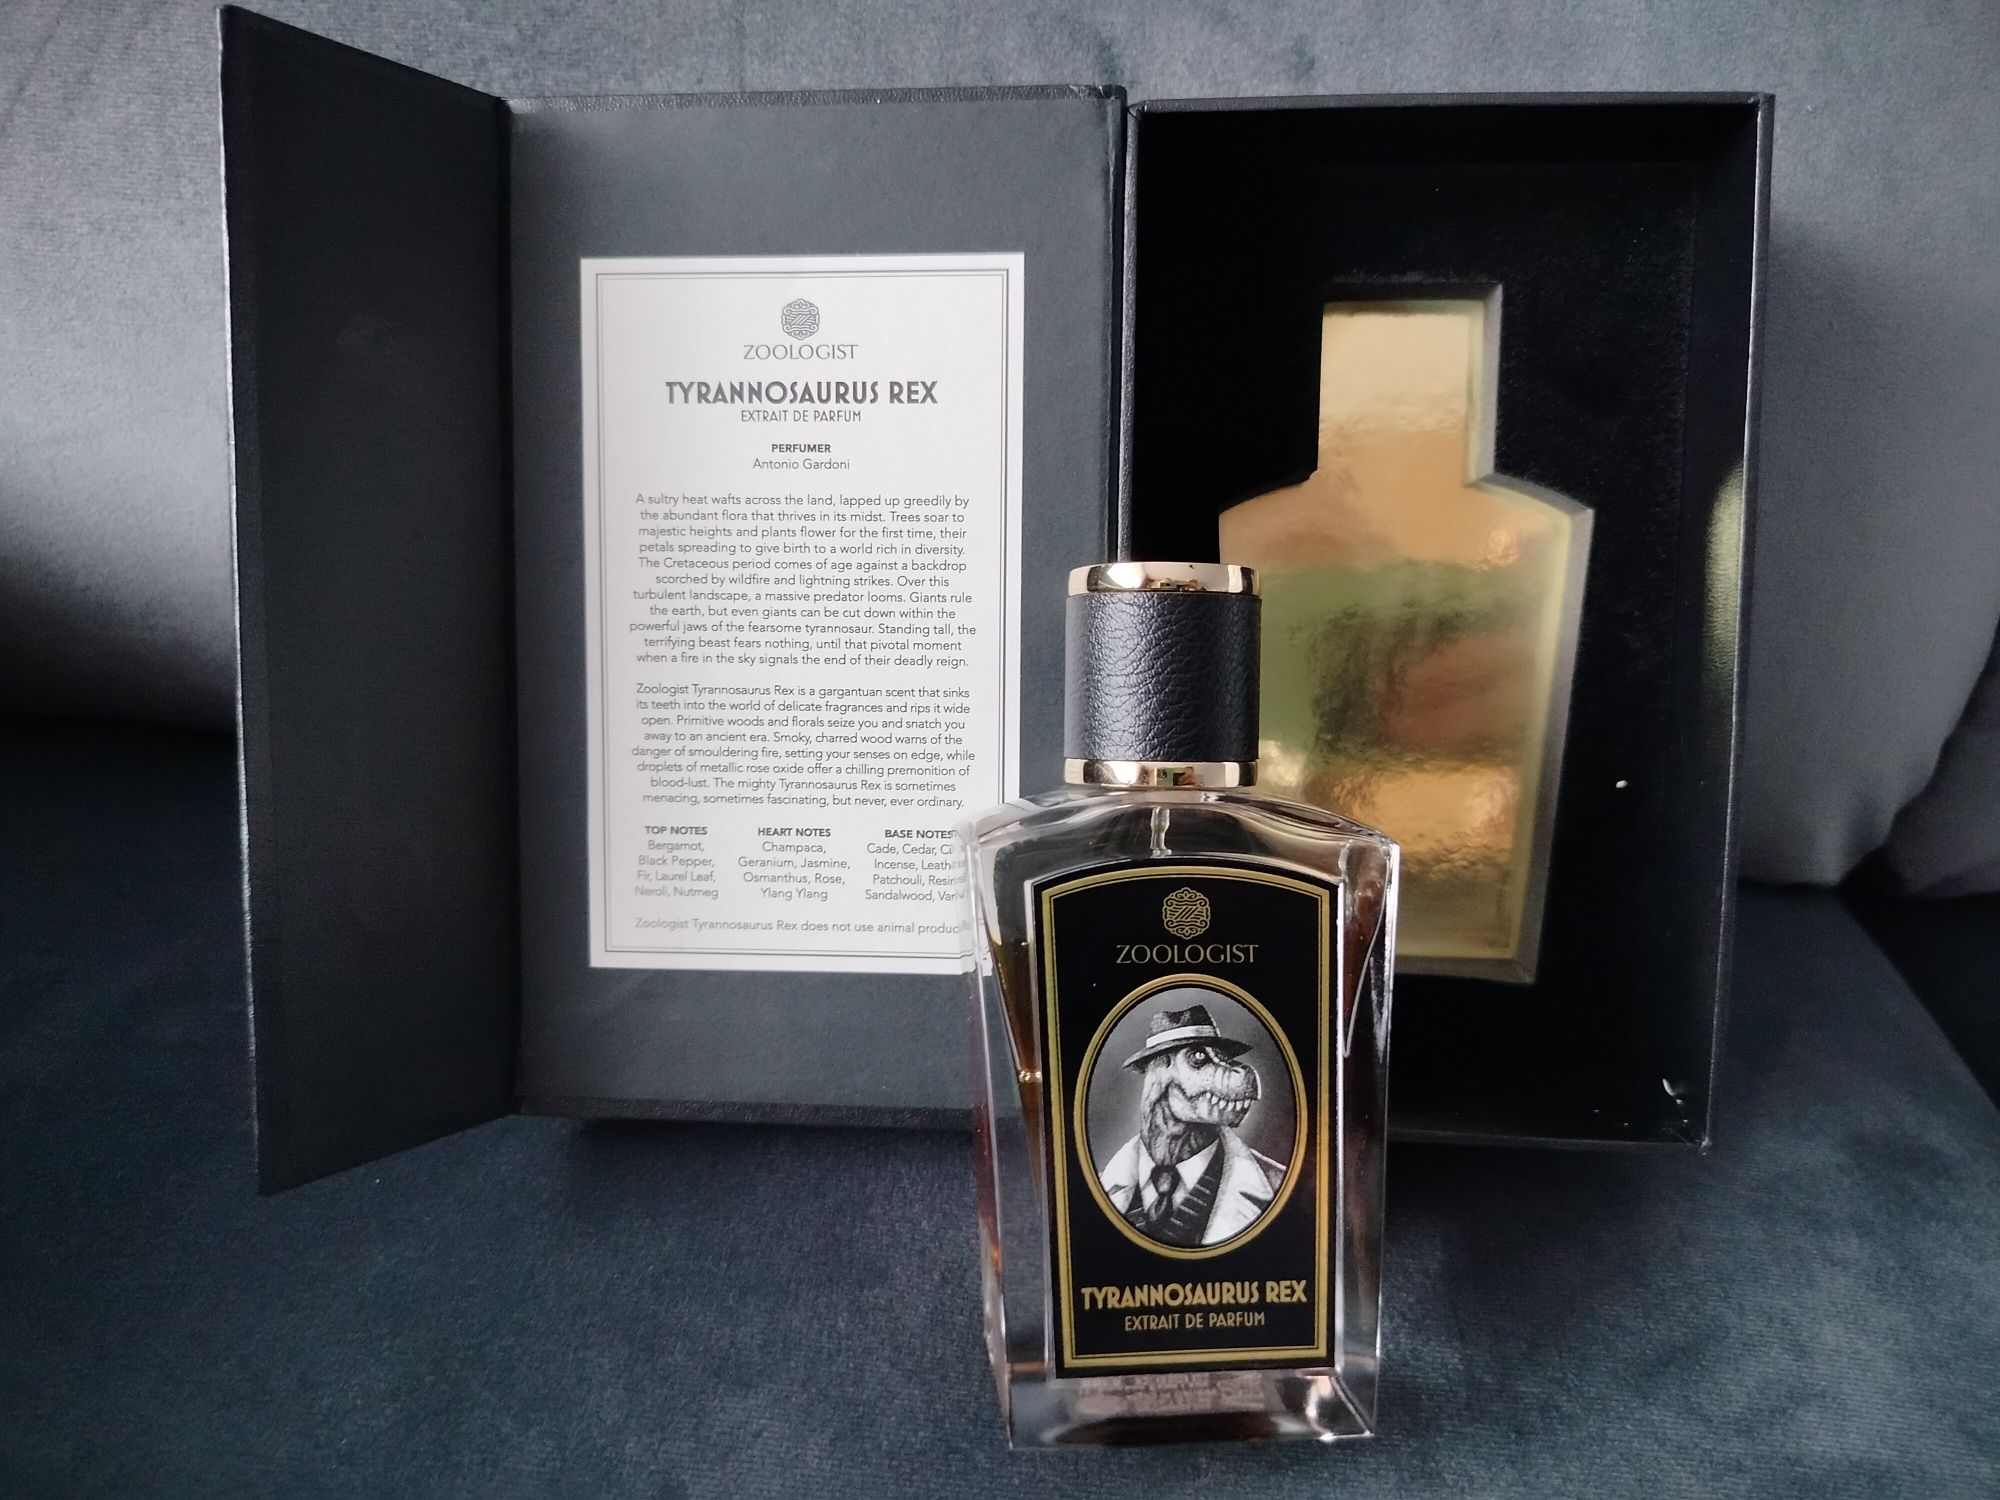 ZOOLOGIST
TYRANNOSAURUS REX
EXTRAIT DE PARFUM
PERFUMER
Antonio Gardoni
A sultry heat wafts across the land, lapped up greedily by
the abundant flora that thrives in its midst. Trees soar to
majestic heights and plants flower for the first time, their
petals spreading to give birth to a world rich in diversity.
The Cretaceous period comes of age against a backdrop
scorched by wildfire and lightning strikes. Over this
turbulent landscape, a massive predator looms. Giants rule
the earth, but even giants can be cut down within the
powerful jaws of the fearsome tyrannosaur. Standing tall, the
terrifying beast fears nothing, until that pivotal moment
when a fire in the sky signals the end of their deadly reign.
Zoologist Tyrannosaurus Rex is a gargantuan scent that sinks
its teeth into the world of delicate fragrances and rips it wide
open. Primitive woods and florals seize you and snatch you
away to an ancient era. Smoky, charred wood warns of the
danger of smouldering fire, setting your senses on edge, while
droplets of metallic rose oxide offer a chilling premonition of
blood-lust. The mighty Tyrannosaurus Rex is sometimes
menacing, sometimes fascinating, but never, ever ordinary.
TOP NOTES
Bergamot,
Black Pepper,
Fir, Laurel Leaf,
Neroli, Nutmeg
HEART NOTES
Champaca,
Geranium, Jasmine,
Osmanthus, Rose,
Ylang Ylang
BASE NOTES
Cade, Cedar,
Incense,
Patchouli,
Sandalwood,
Zoologist Tyrannosaurus Rex does not use animal
ZOOLOGIST
TYRANNOSAURUS REX
EXTRAIT DE PARFUM